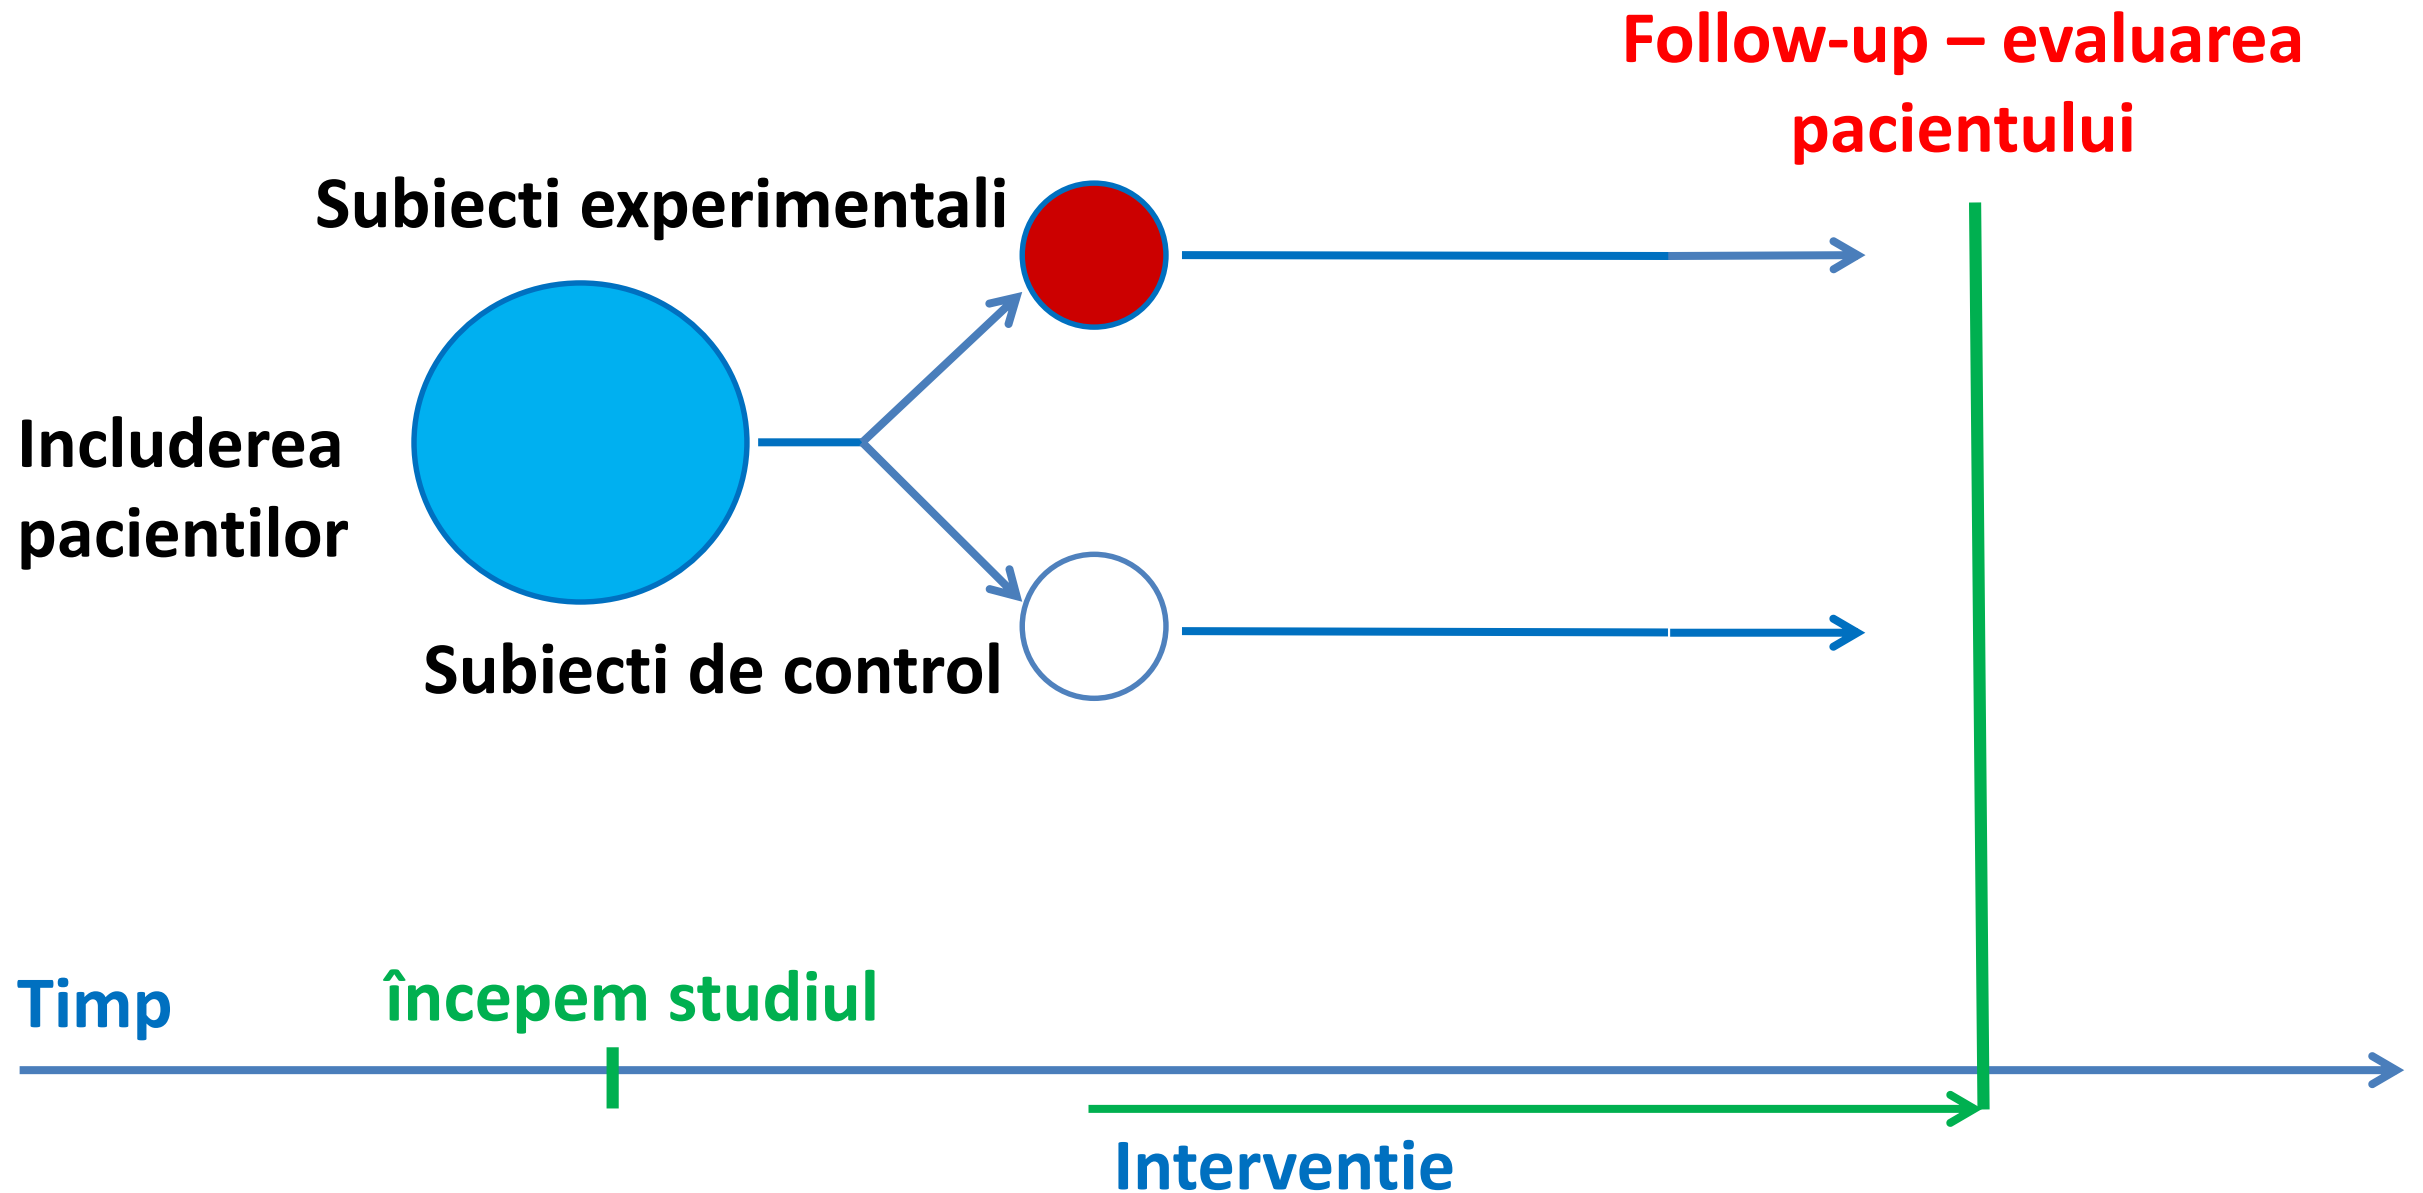 Follow-up – evaluarea
pacientului
Subiecti experimentali
Includerea
pacientilor
Subiecti de control
Timp
începem studiul
Interventie